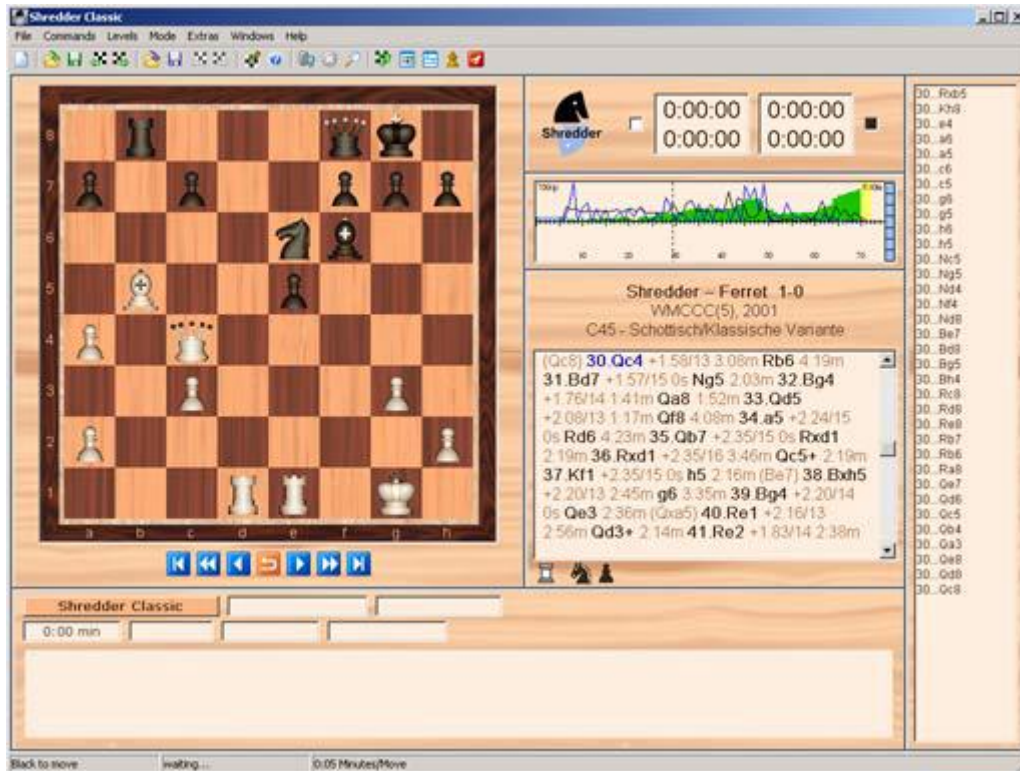 Shredder Classic
File Commands Levels Mode Extras Windows Help
8
7
6
5
4
3
2
1
a b c d e f g h
Shredder
0:00:00 0:00:00
0:00:00 0:00:00
10 20 30 40 50 60 70
Shredder – Ferret 1-0
WMCCC(5), 2001
C45 - Schottisch/Klassische Variante
(Qc8) 30.Qc4 +1.58/13 3.08m Rb6 4.19m
31.Bd7 +1.57/15 0s Ng5 2.03m 32.Bg4
+1.76/14 1.41m Qa8 1.52m 33.Qd5
+2.08/13 1.17m Qf8 4.08m 34.a5 +2.24/15
0s Rd6 4.23m 35.Qb7 +2.35/15 0s Rxd1
2.19m 36.Rxd1 +2.35/16 3.46m Qc5+ 2.19m
37.Kf1 +2.35/15 0s h5 2.16m (Be7) 38.Bxh5
+2.20/13 2.45m g6 3.35m 39.Bg4 +2.20/14
0s Qe3 2.36m (Qxa5) 40.Re1 +2.16/13
2.56m Qd3+ 2.14m 41.Re2 +1.83/14 2.38m
30...Rxb5
30...Kh8
30...e4
30...a6
30...a5
30...c6
30...c5
30...g6
30...g5
30...h6
30...h5
30...Nc5
30...Ng5
30...Nd4
30...Nf4
30...Nd8
30...Be7
30...Bd8
30...Bg5
30...Bh4
30...Rc8
30...Rd8
30...Re8
30...Rb7
30...Rb6
30...Ra8
30...Qe7
30...Qd6
30...Qc5
30...Qb4
30...Qa3
30...Qe8
30...Qd8
30...Qc8
Shredder Classic
0:00 min
Black to move waiting... 0:05 Minutes/Move